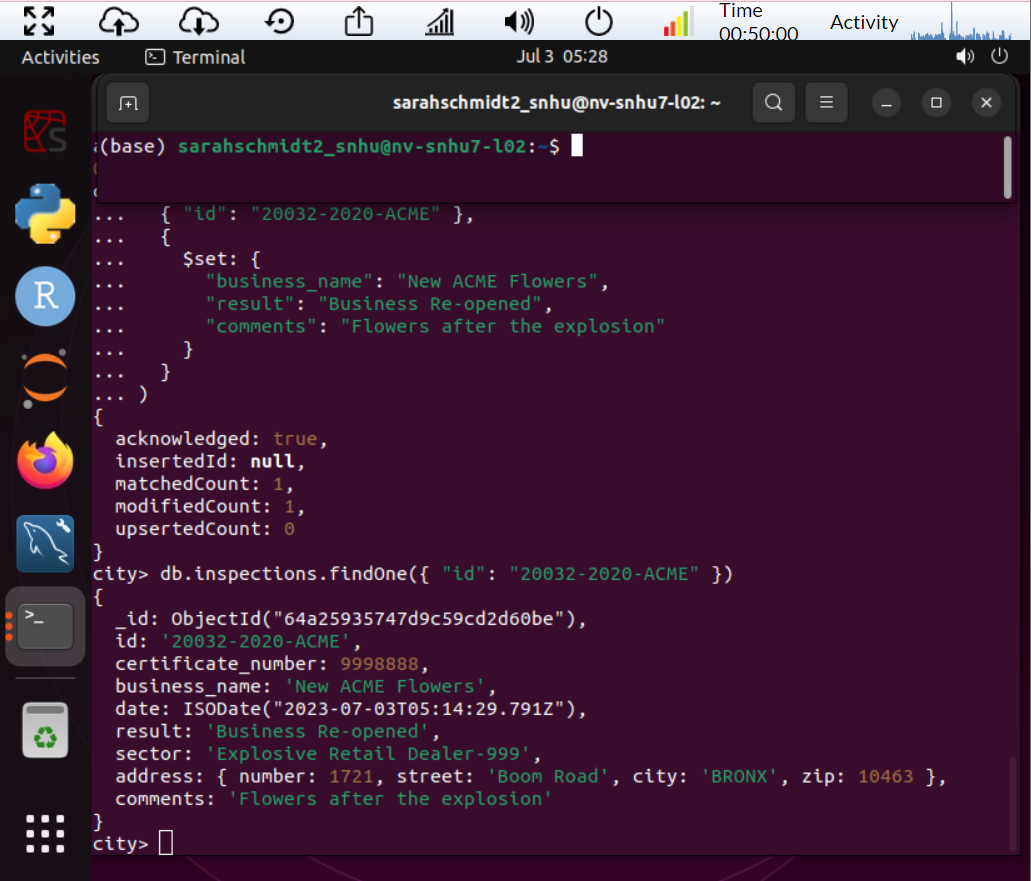 Time
00:50:00
Activity
Activities
Terminal
Jul 3 05:28
sarahschmidt2_snhu@nv-snhu7-l02: ~
(base) sarahschmidt2_snhu@nv-snhu7-l02:~$
... { "id": "20032-2020-ACME" },
... {
... $set: {
... "business_name": "New ACME Flowers",
... "result": "Business Re-opened",
... "comments": "Flowers after the explosion"
... }
... }
... )
{
acknowledged: true,
insertedId: null,
matchedCount: 1,
modifiedCount: 1,
upsertedCount: 0
}
city> db.inspections.findOne({ "id": "20032-2020-ACME" })
{
_id: ObjectId("64a25935747d9c59cd2d60be"),
id: '20032-2020-ACME',
certificate_number: 9998888,
business_name: 'New ACME Flowers',
date: ISODate("2023-07-03T05:14:29.791Z"),
result: 'Business Re-opened',
sector: 'Explosive Retail Dealer-999',
address: { number: 1721, street: 'Boom Road', city: 'BRONX', zip: 10463 },
comments: 'Flowers after the explosion'
}
city>